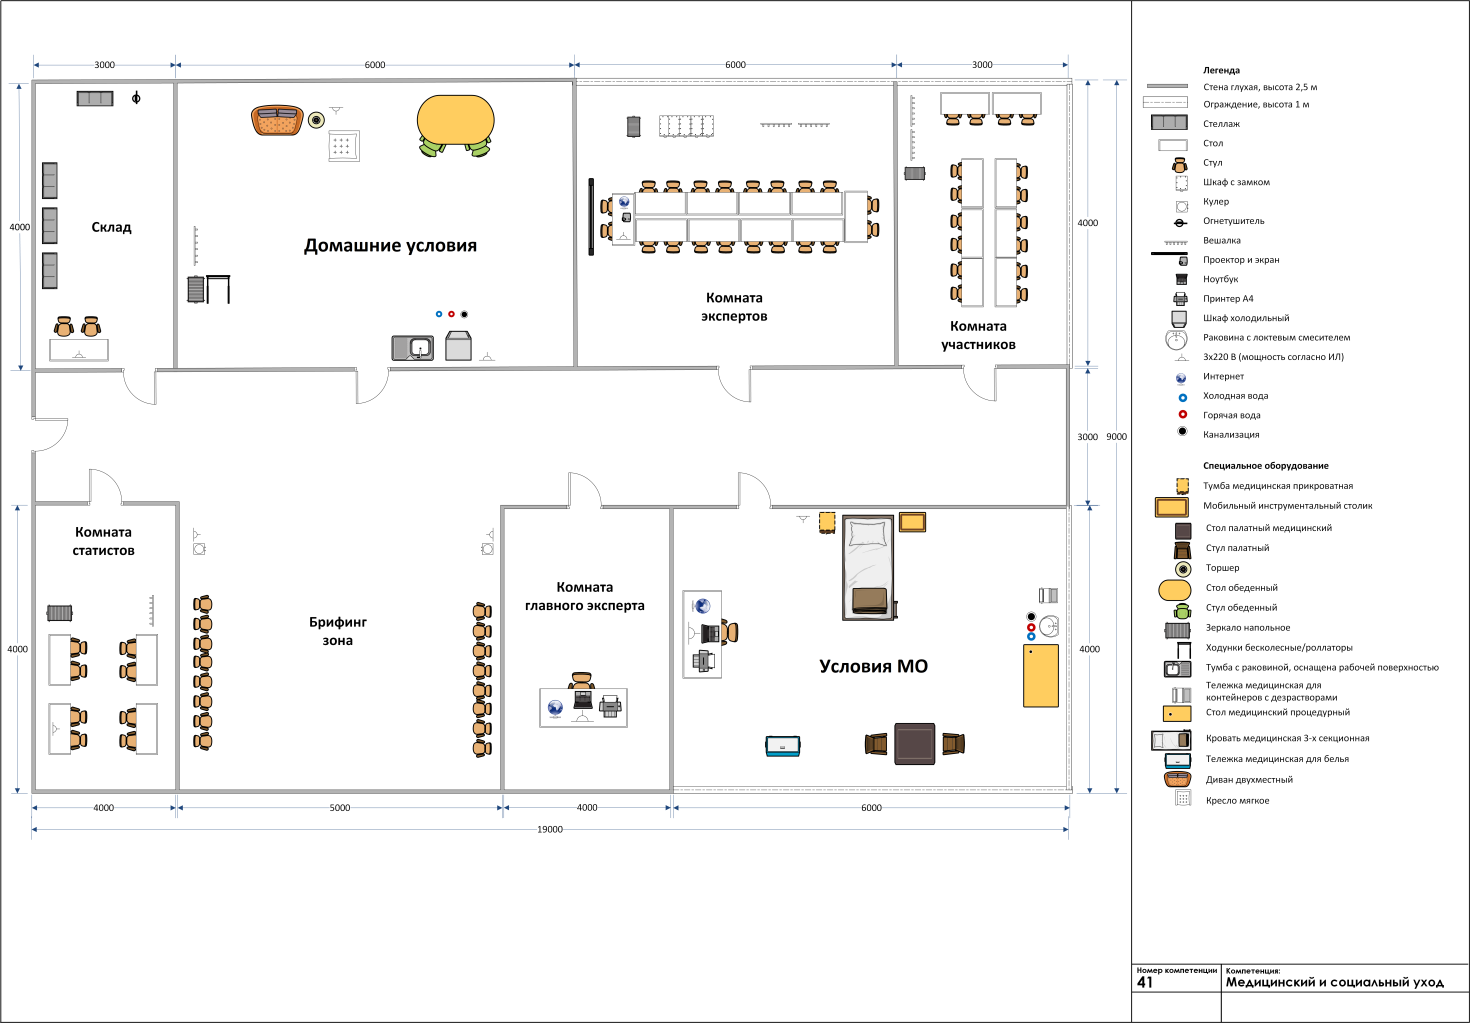 3000
6000
6000
3000
Склад
Домашние условия
Комната
экспертов
Комната
участников
4000
4000
3000
9000
Комната
статистов
Брифинг
зона
Комната
главного эксперта
Условия МО
4000
4000
4000
5000
4000
6000
19000
Легенда
Стена глухая, высота 2,5 м
Ограждение, высота 1 м
Стеллаж
Стол
Стул
Шкаф с замком
Кулер
Огнетушитель
Вешалка
Проектор и экран
Ноутбук
Принтер А4
Шкаф холодильный
Раковина с локтевым смесителем
3х220 В (мощность согласно ИЛ)
Интернет
Холодная вода
Горячая вода
Канализация
Специальное оборудование
Тумба медицинская прикроватная
Мобильный инструментальный столик
Стол палатный медицинский
Стул палатный
Торшер
Стол обеденный
Стул обеденный
Зеркало напольное
Ходунки бесколесные/роллаторы
Тумба с раковиной, оснащена рабочей поверхностью
Тележка медицинская для
контейнеров с дезрастворами
Стол медицинский процедурный
Кровать медицинская 3-х секционная
Тележка медицинская для белья
Диван двухместный
Кресло мягкое
Номер компетенции
41
Компетенция:
Медицинский и социальный уход